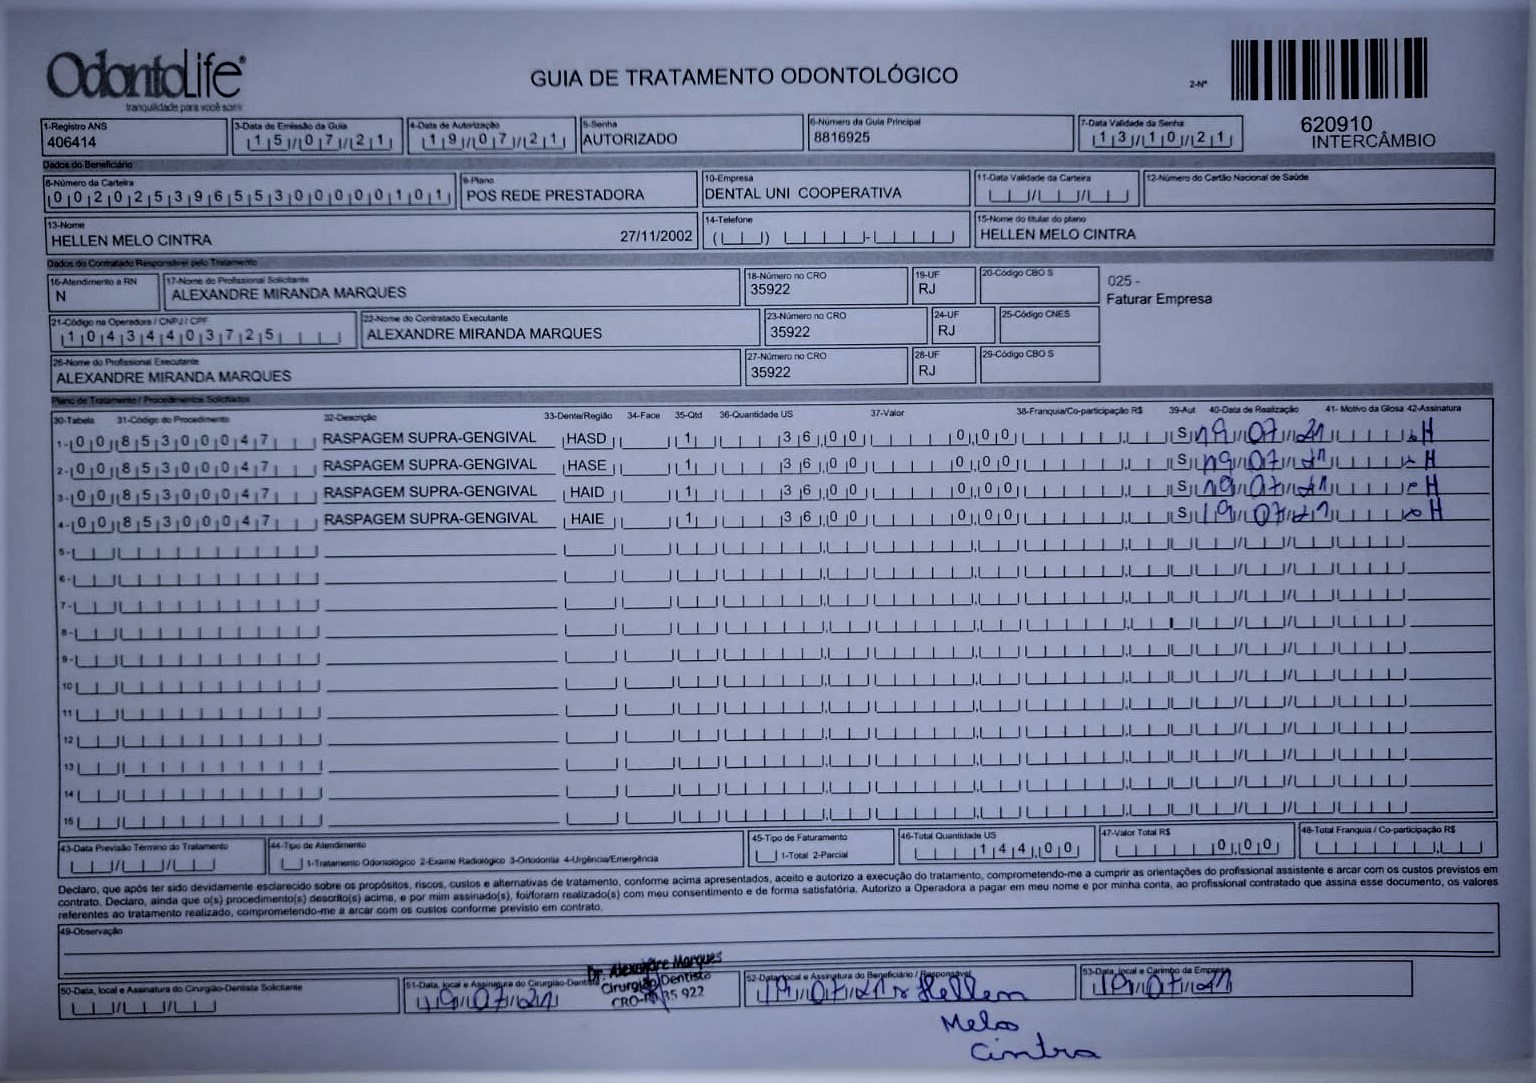 OdontoLife
tranquilidade para você sorrir
GUIA DE TRATAMENTO ODONTOLÓGICO
2-Nº
620910
INTERCÂMBIO
1-Registro ANS
406414
3-Data de Emissão da Guia
15/07/21
4-Data de Autorização
19/07/21
5-Senha
AUTORIZADO
6-Número da Guia Principal
8816925
7-Data Validade da Senha
13/10/21
Dados do Beneficiário
8-Número da Carteira
00202539655300000101
9-Plano
POS REDE PRESTADORA
10-Empresa
DENTAL UNI COOPERATIVA
11-Data Validade da Carteira
12-Número do Cartão Nacional de Saúde
13-Nome
HELLEN MELO CINTRA 27/11/2002
14-Telefone
15-Nome do titular do plano
HELLEN MELO CINTRA
Dados do Contratado Responsável pelo Tratamento
16-Atendimento a RN
N
17-Nome do Profissional Solicitante
ALEXANDRE MIRANDA MARQUES
18-Número no CRO
35922
19-UF
RJ
20-Código CBO S
025 -
Faturar Empresa
21-Código na Operadora / CNPJ / CPF
10434403725
22-Nome do Contratado Executante
ALEXANDRE MIRANDA MARQUES
23-Número no CRO
35922
24-UF
RJ
25-Código CNES
26-Nome do Profissional Executante
ALEXANDRE MIRANDA MARQUES
27-Número no CRO
35922
28-UF
RJ
29-Código CBO S
Plano de Tratamento / Procedimentos Solicitados
30-Tabela 31-Código do Procedimento 32-Descrição 33-Dente/Região 34-Face 35-Qtd 36-Quantidade US 37-Valor 38-Franquia/Co-participação R$ 39-Aut 40-Data de Realização 41- Motivo da Glosa 42-Assinatura
1- 00 85300047 RASPAGEM SUPRA-GENGIVAL HASD 1 36,00 0,00 S 19/07/21 H
2- 00 85300047 RASPAGEM SUPRA-GENGIVAL HASE 1 36,00 0,00 S 19/07/21 H
3- 00 85300047 RASPAGEM SUPRA-GENGIVAL HAID 1 36,00 0,00 S 19/07/21 H
4- 00 85300047 RASPAGEM SUPRA-GENGIVAL HAIE 1 36,00 0,00 S 19/07/21 H
5-
6-
7-
8-
9-
10
11
12
13
14
15
43-Data Previsão Término do Tratamento
44-Tipo de Atendimento
1-Tratamento Odontológico 2-Exame Radiológico 3-Ortodontia 4-Urgência/Emergência
45-Tipo de Faturamento
1-Total 2-Parcial
46-Total Quantidade US
144,00
47-Valor Total R$
0,00
48-Total Franquia / Co-participação R$
Declaro, que após ter sido devidamente esclarecido sobre os propósitos, riscos, custos e alternativas de tratamento, conforme acima apresentados, aceito e autorizo a execução do tratamento, comprometendo-me a cumprir as orientações do profissional assistente e arcar com os custos previstos em
contrato. Declaro, ainda que o(s) procedimento(s) descrito(s) acima, e por mim assinado(s), foi/foram realizado(s) com meu consentimento e de forma satisfatória. Autorizo a Operadora a pagar em meu nome e por minha conta, ao profissional contratado que assina esse documento, os valores
referentes ao tratamento realizado, comprometendo-me a arcar com os custos conforme previsto em contrato.
49-Observação
50-Data, local e Assinatura do Cirurgião-Dentista Solicitante
51-Data, local e Assinatura do Cirurgião-Dentista
19/07/21
Dr. Alexandre Marques
Cirurgião Dentista
CRO-RJ 35 922
52-Data, local e Assinatura do Beneficiário / Responsável
19/07/21 Hellen
Melo
Cintra
53-Data, local e Carimbo da Empresa
19/07/21